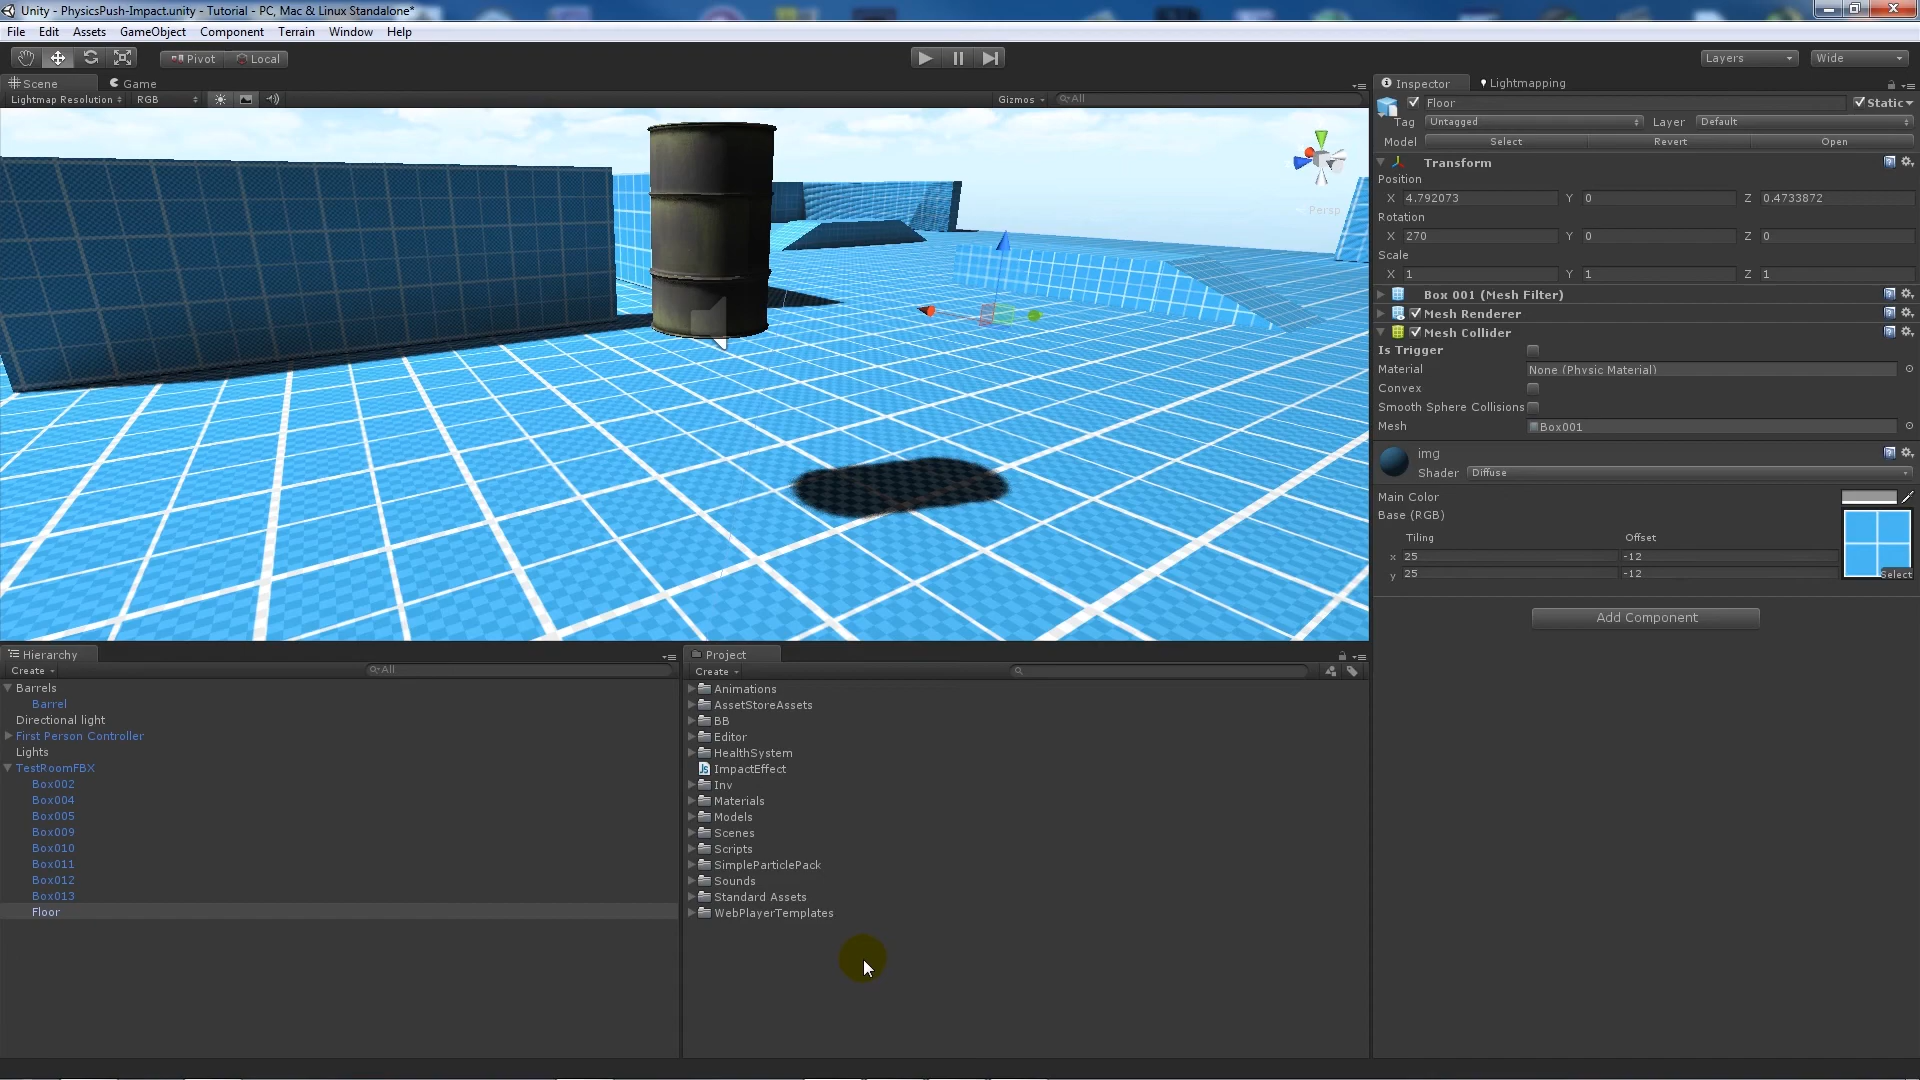 Unity - PhysicsPush-Impact.unity - Tutorial - PC, Mac & Linux Standalone*
File Edit Assets GameObject Component Terrain Window Help
Pivot Local Layers Wide
Scene Game
Lightmap Resolution RGB Gizmos All
Persp
Inspector Lightmapping
Floor Static
Tag Untagged Layer Default
Model Select Revert Open
Transform
Position
X 4.792073 Y 0 Z 0.4733872
Rotation
X 270 Y 0 Z 0
Scale
X 1 Y 1 Z 1
Box 001 (Mesh Filter)
Mesh Renderer
Mesh Collider
Is Trigger
Material None (Physic Material)
Convex
Smooth Sphere Collisions
Mesh Box001
img
Shader Diffuse
Main Color
Base (RGB)
Tiling Offset
x 25 -12
y 25 -12
Select
Add Component
Hierarchy
Create All
Barrels
Barrel
Directional light
First Person Controller
Lights
TestRoomFBX
Box002
Box004
Box005
Box009
Box010
Box011
Box012
Box013
Floor
Project
Create
Animations
AssetStoreAssets
BB
Editor
HealthSystem
Js ImpactEffect
Inv
Materials
Models
Scenes
Scripts
SimpleParticlePack
Sounds
Standard Assets
WebPlayerTemplates